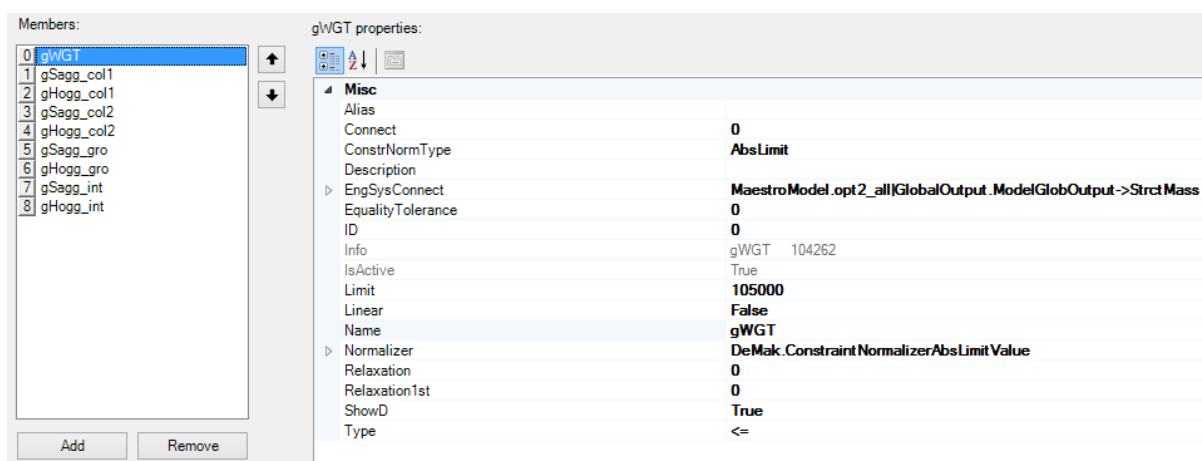 Members:
gWGT properties:
0 gWGT
1 gSagg_col1
2 gHogg_col1
3 gSagg_col2
4 gHogg_col2
5 gSagg_gro
6 gHogg_gro
7 gSagg_int
8 gHogg_int
Add Remove
Misc
Alias
Connect 0
ConstrNormType AbsLimit
Description
EngSysConnect MaestroModel.opt2_all|GlobalOutput.ModelGlobOutput->StrctMass
EqualityTolerance 0
ID 0
Info gWGT 104262
IsActive True
Limit 105000
Linear False
Name gWGT
Normalizer DeMak.ConstraintNormalizerAbsLimitValue
Relaxation 0
Relaxation1st 0
ShowD True
Type <=